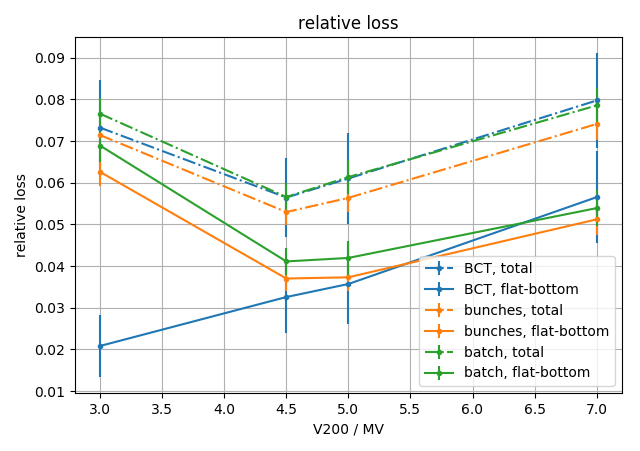 relative loss
relative loss
0.09
0.08
0.07
0.06
0.05
0.04
0.03
0.02
0.01
BCT, total
BCT, flat-bottom
bunches, total
bunches, flat-bottom
batch, total
batch, flat-bottom
3.0 3.5 4.0 4.5 5.0 5.5 6.0 6.5 7.0
V200 / MV